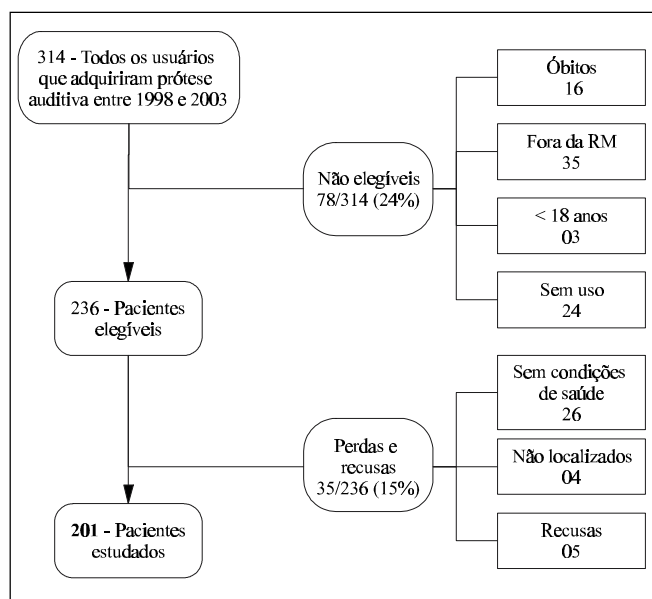 314 - Todos os usuários
que adquiriram prótese
auditiva entre 1998 e 2003
Não elegíveis
78/314 (24%)
Óbitos
16
Fora da RM
35
< 18 anos
03
Sem uso
24
236 - Pacientes
elegíveis
Perdas e
recusas
35/236 (15%)
Sem condições
de saúde
26
Não localizados
04
Recusas
05
201 - Pacientes
estudados